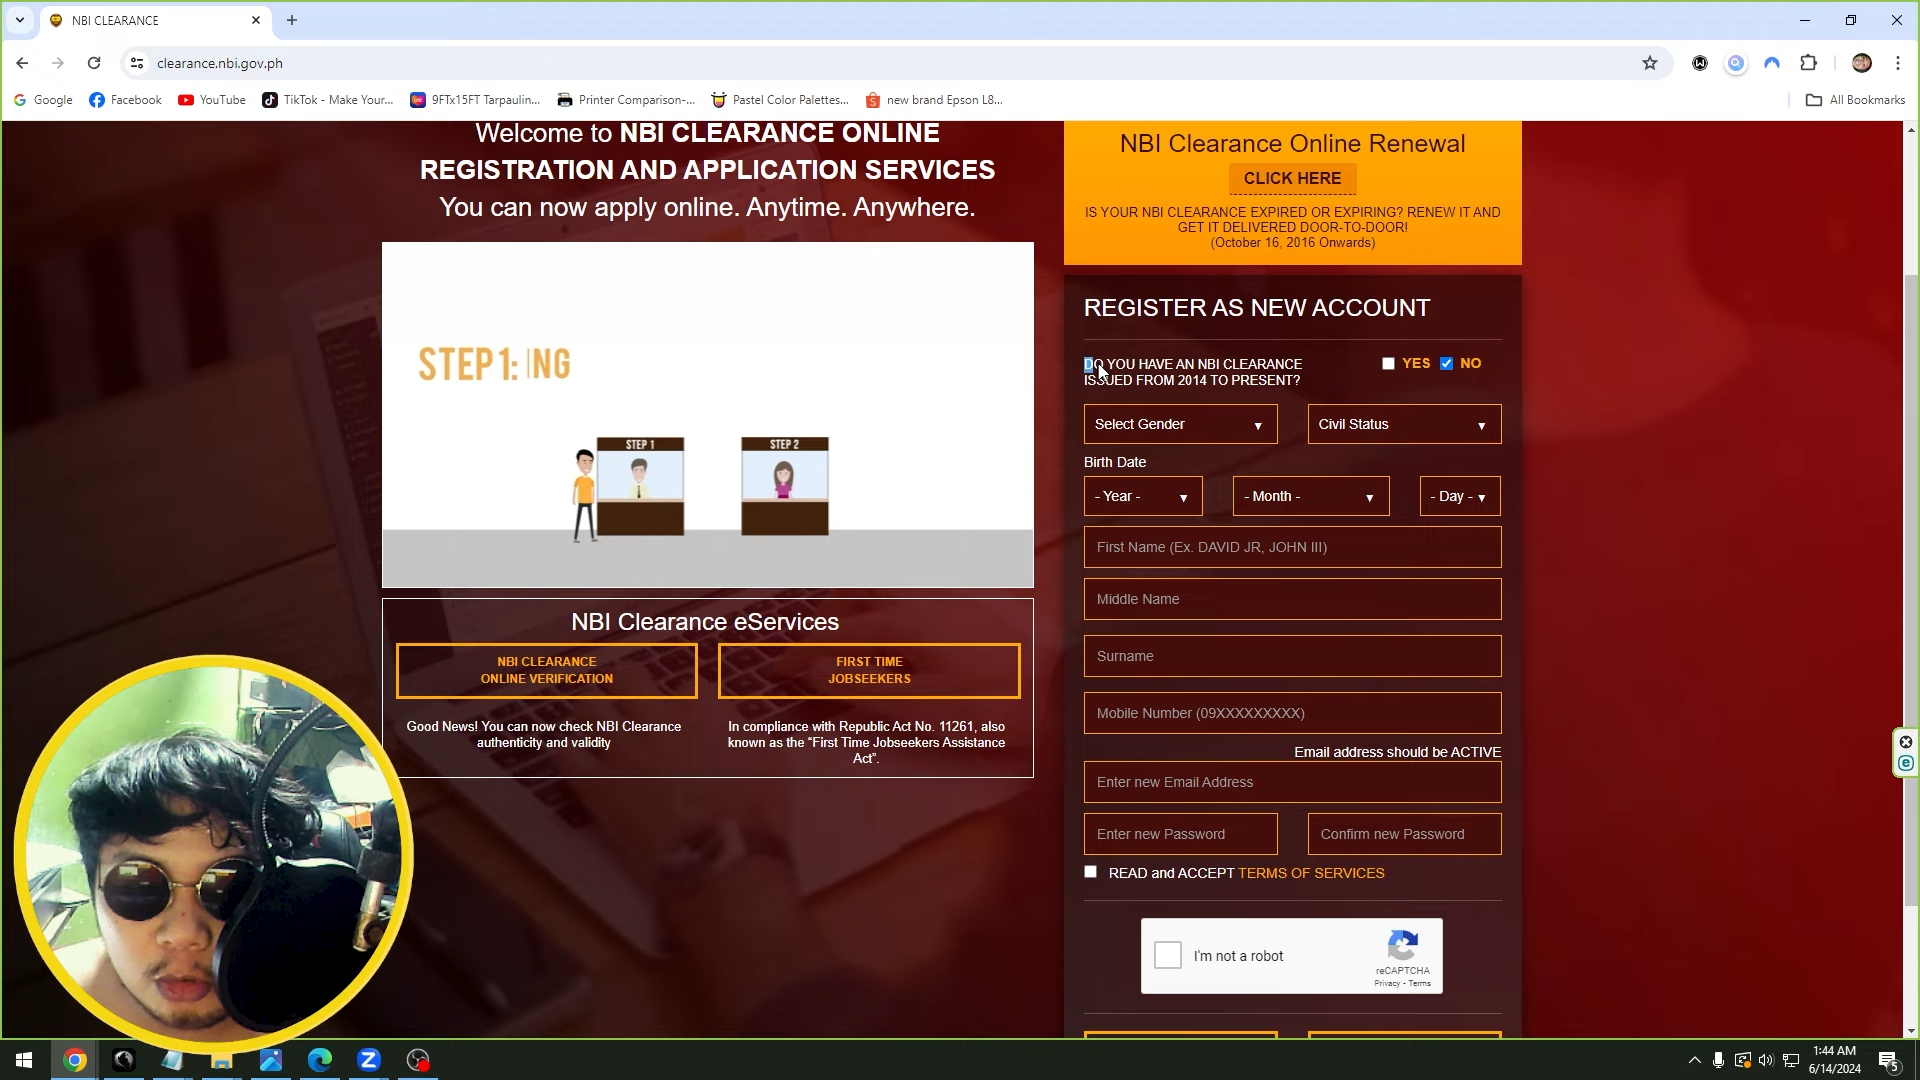 NBI CLEARANCE
clearance.nbi.gov.ph
Google
Facebook
YouTube
TikTok - Make Your...
9FTx15FT Tarpaulin...
Printer Comparison-...
Pastel Color Palettes...
new brand Epson L8...
All Bookmarks
Welcome to NBI CLEARANCE ONLINE
REGISTRATION AND APPLICATION SERVICES
You can now apply online. Anytime. Anywhere.
STEP 1: ING
STEP 1
STEP 2
NBI Clearance eServices
NBI CLEARANCE
ONLINE VERIFICATION
Good News! You can now check NBI Clearance
authenticity and validity
FIRST TIME
JOBSEEKERS
In compliance with Republic Act No. 11261, also
known as the “First Time Jobseekers Assistance
Act”.
NBI Clearance Online Renewal
CLICK HERE
IS YOUR NBI CLEARANCE EXPIRED OR EXPIRING? RENEW IT AND
GET IT DELIVERED DOOR-TO-DOOR!
(October 16, 2016 Onwards)
REGISTER AS NEW ACCOUNT
DO YOU HAVE AN NBI CLEARANCE
ISSUED FROM 2014 TO PRESENT?
YES
NO
Select Gender
Civil Status
Birth Date
- Year -
- Month -
- Day -
First Name (Ex. DAVID JR, JOHN III)
Middle Name
Surname
Mobile Number (09XXXXXXXXX)
Email address should be ACTIVE
Enter new Email Address
Enter new Password
Confirm new Password
READ and ACCEPT TERMS OF SERVICES
I'm not a robot
reCAPTCHA
Privacy - Terms
1:44 AM
6/14/2024
5